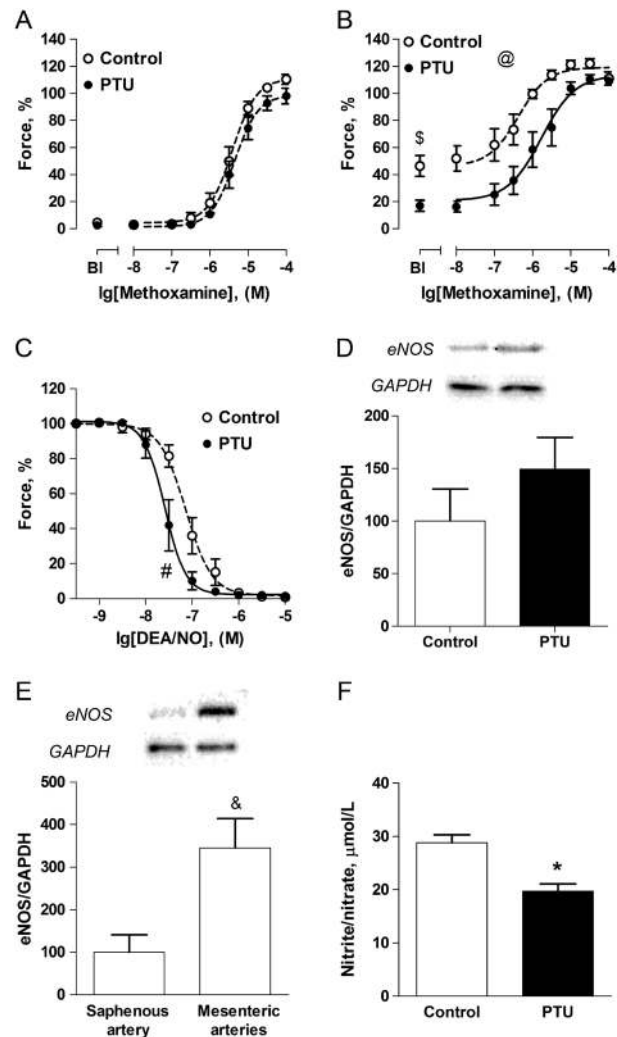 A
120
100
80
60
40
20
0
Force, %
Control
PTU
BI -8 -7 -6 -5 -4
lg[Methoxamine], (M)
B
140
120
100
80
60
40
20
0
Force, %
Control
PTU
@
$
BI -8 -7 -6 -5 -4
lg[Methoxamine], (M)
C
120
100
80
60
40
20
0
Force, %
Control
PTU
#
-9 -8 -7 -6 -5
lg[DEA/NO], (M)
D
eNOS
GAPDH
200
150
100
50
0
eNOS/GAPDH
Control PTU
E
eNOS
GAPDH
500
400
300
200
100
0
eNOS/GAPDH
&
Saphenous Mesenteric
artery arteries
F
40
30
20
10
0
Nitrite/nitrate, μmol/L
*
Control PTU